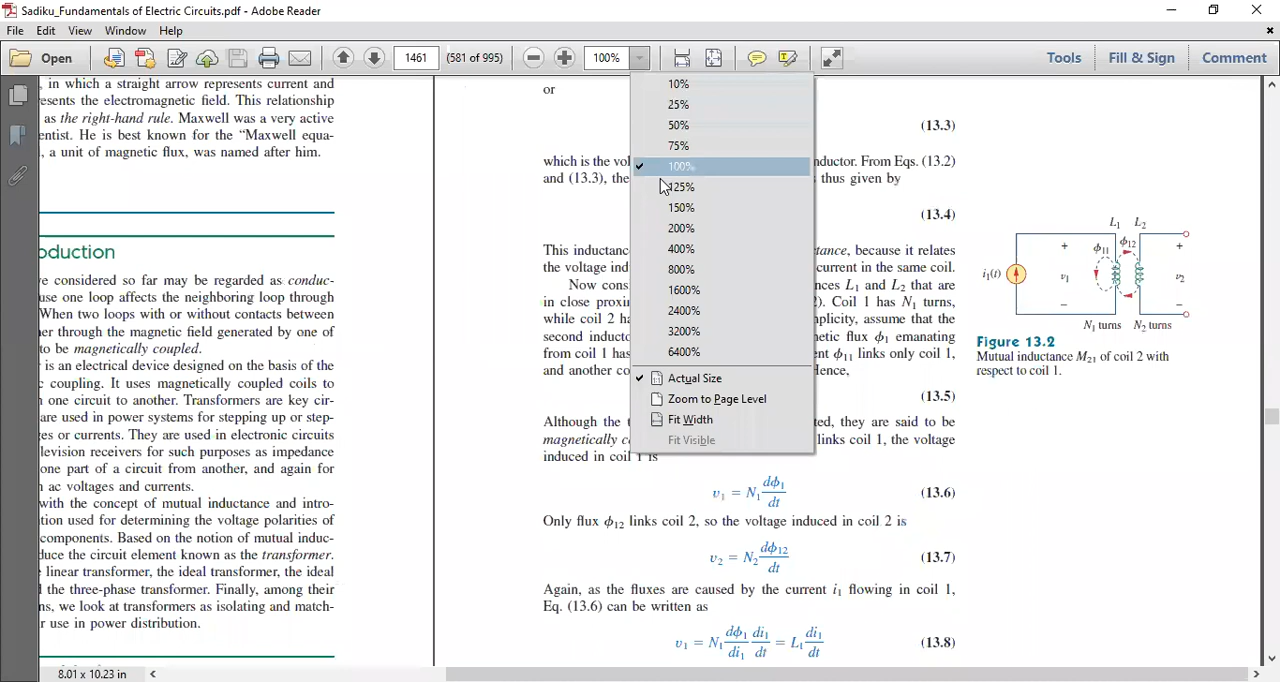 Sadiku_Fundamentals of Electric Circuits.pdf - Adobe Reader
File Edit View Window Help
Open 1461 (581 of 995) 100% Tools Fill & Sign Comment
, in which a straight arrow represents current and
resents the electromagnetic field. This relationship
as the right-hand rule. Maxwell was a very active
entist. He is best known for the “Maxwell equa-
, a unit of magnetic flux, was named after him.
oduction
ve considered so far may be regarded as conduc-
use one loop affects the neighboring loop through
When two loops with or without contacts between
her through the magnetic field generated by one of
to be magnetically coupled.
r is an electrical device designed on the basis of the
c coupling. It uses magnetically coupled coils to
n one circuit to another. Transformers are key cir-
are used in power systems for stepping up or step-
ges or currents. They are used in electronic circuits
levision receivers for such purposes as impedance
one part of a circuit from another, and again for
n ac voltages and currents.
with the concept of mutual inductance and intro-
tion used for determining the voltage polarities of
components. Based on the notion of mutual induc-
duce the circuit element known as the transformer.
linear transformer, the ideal transformer, the ideal
l the three-phase transformer. Finally, among their
ns, we look at transformers as isolating and match-
r use in power distribution.
8.01 x 10.23 in
or
(13.3)
which is the vol nductor. From Eqs. (13.2)
and (13.3), the s thus given by
(13.4)
This inductanc tance, because it relates
the voltage ind current in the same coil.
Now cons nces L₁ and L₂ that are
in close proxi 2). Coil 1 has N₁ turns,
while coil 2 ha nplicity, assume that the
second inducto netic flux ϕ₁ emanating
from coil 1 has ent ϕ₁₁ links only coil 1,
and another co Hence,
(13.5)
Although the t ted, they are said to be
magnetically c links coil 1, the voltage
induced in coil 1 is
v₁ = N₁ dϕ₁/dt (13.6)
Only flux ϕ₁₂ links coil 2, so the voltage induced in coil 2 is
v₂ = N₂ dϕ₁₂/dt (13.7)
Again, as the fluxes are caused by the current i₁ flowing in coil 1,
Eq. (13.6) can be written as
v₁ = N₁ dϕ₁/di₁ di₁/dt = L₁ di₁/dt (13.8)
10%
25%
50%
75%
100%
125%
150%
200%
400%
800%
1600%
2400%
3200%
6400%
Actual Size
Zoom to Page Level
Fit Width
Fit Visible
L₁ L₂
+ ϕ₁₁ ϕ₁₂ +
i₁(t) v₁ v₂
– –
N₁ turns N₂ turns
Figure 13.2
Mutual inductance M₂₁ of coil 2 with
respect to coil 1.